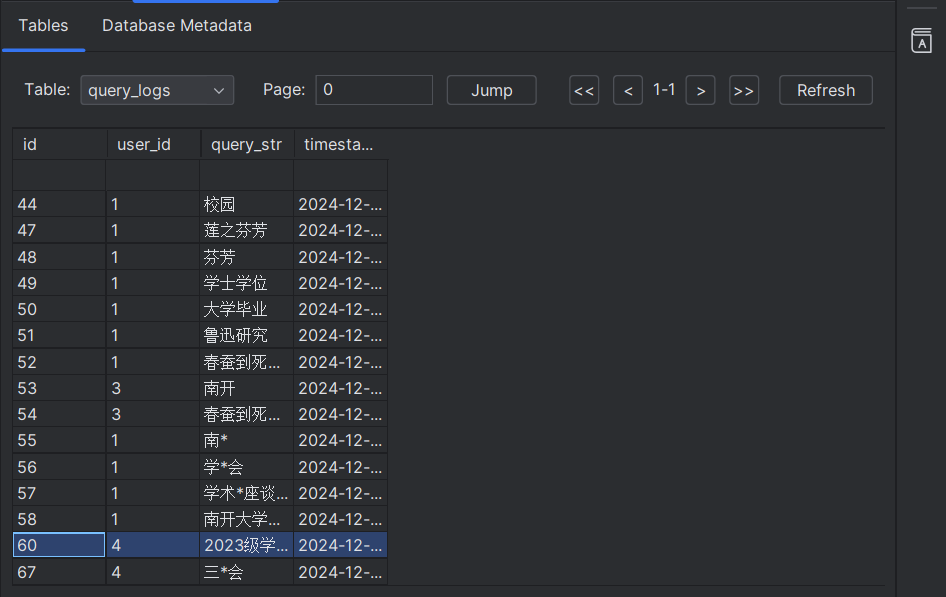 Tables Database Metadata
Table: query_logs Page: 0 Jump << < 1-1 > >> Refresh
A
id user_id query_str timesta...
44 1 校园 2024-12-...
47 1 莲之芬芳 2024-12-...
48 1 芬芳 2024-12-...
49 1 学士学位 2024-12-...
50 1 大学毕业 2024-12-...
51 1 鲁迅研究 2024-12-...
52 1 春蚕到死... 2024-12-...
53 3 南开 2024-12-...
54 3 春蚕到死... 2024-12-...
55 1 南* 2024-12-...
56 1 学*会 2024-12-...
57 1 学术*座谈... 2024-12-...
58 1 南开大学... 2024-12-...
60 4 2023级学... 2024-12-...
67 4 三*会 2024-12-...